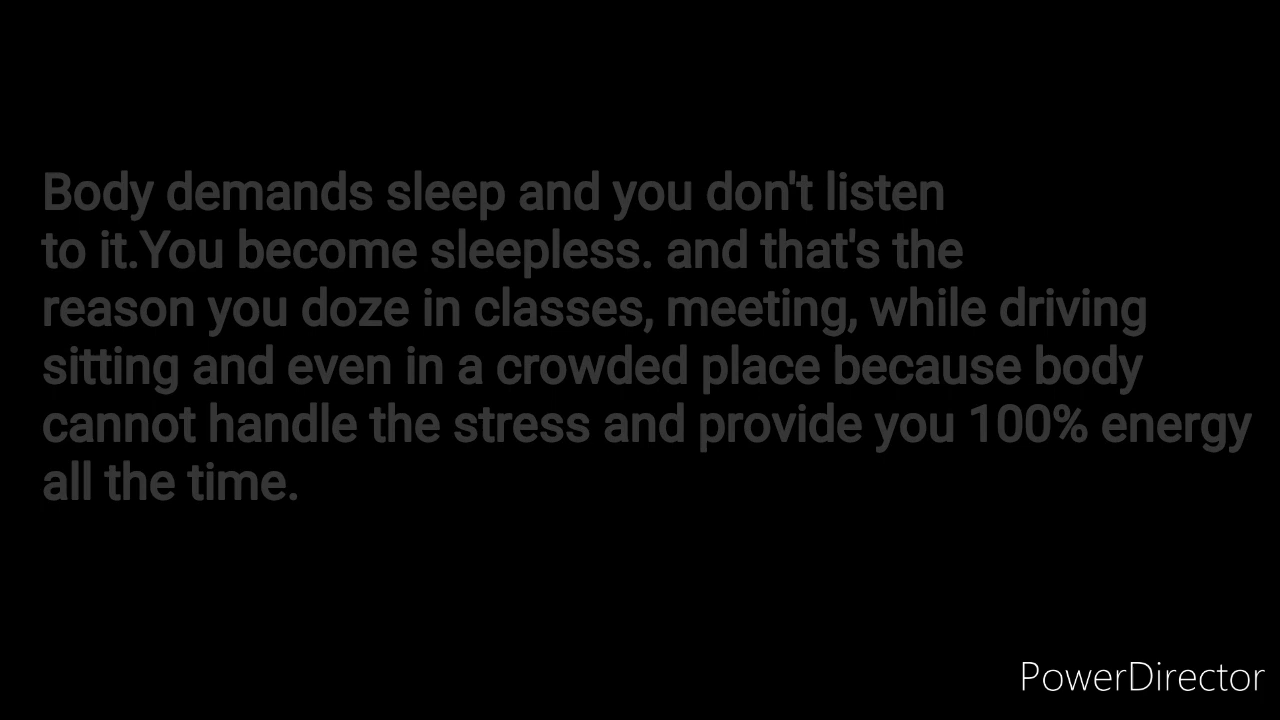 Body demands sleep and you don't listen
to it.You become sleepless. and that's the
reason you doze in classes, meeting, while driving
sitting and even in a crowded place because body
cannot handle the stress and provide you 100% energy
all the time.
PowerDirector